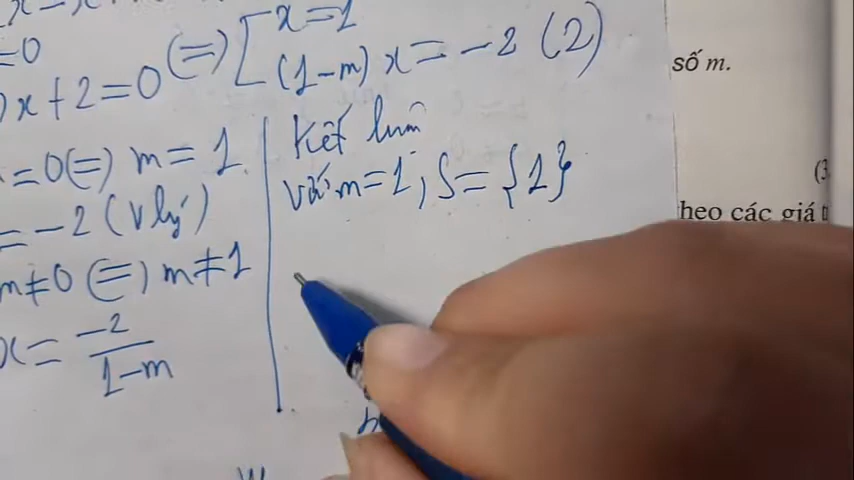 =0
)x+2=0 (=) [ x=1
(1-m)x = -2 (2)
=0 (=) m = 1
= -2 (vlý)
m≠0 (=) m≠1
x = -2/(1-m)
Kết luận
với m=1; S={1}
số m.
(3
heo các giá t